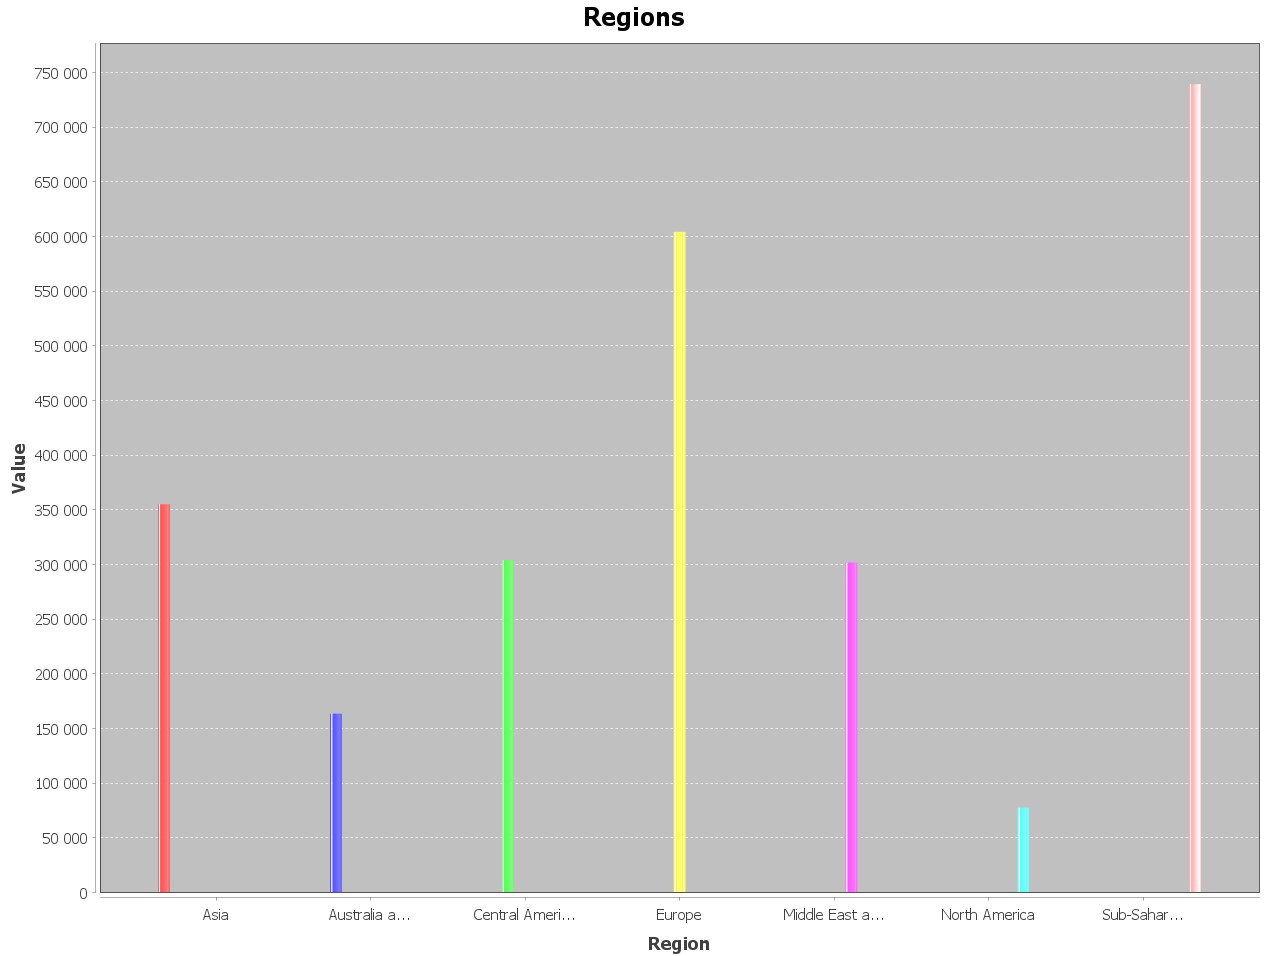 Regions
750 000
700 000
650 000
600 000
550 000
500 000
450 000
400 000
350 000
300 000
250 000
200 000
150 000
100 000
50 000
0
Value
Asia
Australia a...
Central Ameri...
Europe
Middle East a...
North America
Sub-Sahar...
Region